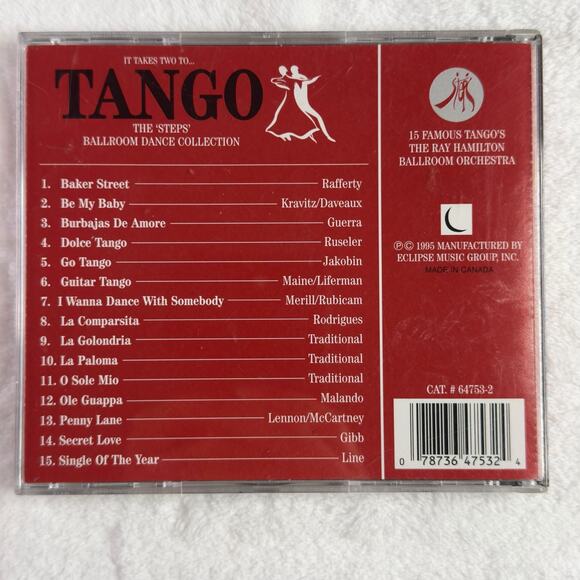 IT TAKES TWO TO...
TANGO
THE 'STEPS'
BALLROOM DANCE COLLECTION
1. Baker Street Rafferty
2. Be My Baby Kravitz/Daveaux
3. Burbajas De Amore Guerra
4. Dolce Tango Ruseler
5. Go Tango Jakobin
6. Guitar Tango Maine/Liferman
7. I Wanna Dance With Somebody Merill/Rubicam
8. La Comparsita Rodrigues
9. La Golondria Traditional
10. La Paloma Traditional
11. O Sole Mio Traditional
12. Ole Guappa Malando
13. Penny Lane Lennon/McCartney
14. Secret Love Gibb
15. Single Of The Year Line
15 FAMOUS TANGO'S
THE RAY HAMILTON
BALLROOM ORCHESTRA
℗© 1995 MANUFACTURED BY
ECLIPSE MUSIC GROUP, INC.
MADE IN CANADA
CAT. # 64753-2
0 78736 47532 4